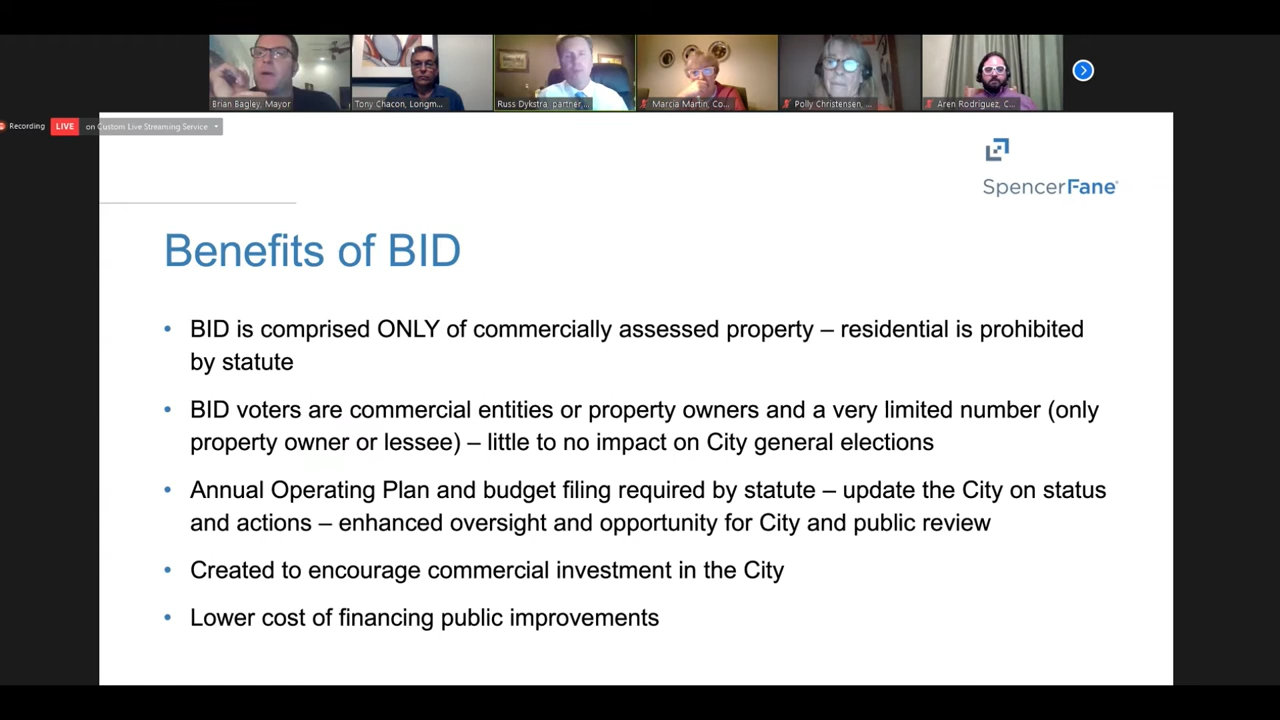 Brian Bagley, Mayor
Tony Chacon, Longm...
Russ Dykstra, partner,...
Marcia Martin, Co...
Polly Christensen, ...
Aren Rodriguez, C...
Recording
LIVE
on Custom Live Streaming Service
SpencerFane
Benefits of BID
• BID is comprised ONLY of commercially assessed property – residential is prohibited
by statute
• BID voters are commercial entities or property owners and a very limited number (only
property owner or lessee) – little to no impact on City general elections
• Annual Operating Plan and budget filing required by statute – update the City on status
and actions – enhanced oversight and opportunity for City and public review
• Created to encourage commercial investment in the City
• Lower cost of financing public improvements